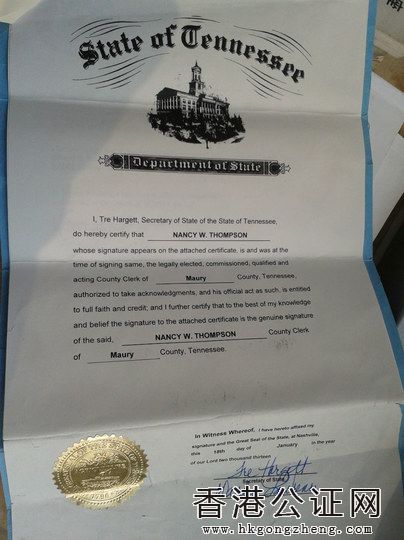 State of Tennessee
Department of State
I, Tre Hargett, Secretary of State of the State of Tennessee,
do hereby certify that NANCY W. THOMPSON
whose signature appears on the attached certificate, is and was at the
time of signing same, the legally elected, commissioned, qualified and
acting County Clerk of Maury County, Tennessee,
authorized to take acknowledgments, and his official act as such, is entitled
to full faith and credit; and I further certify that to the best of my knowledge
and belief the signature to the attached certificate is the genuine signature
of the said, NANCY W. THOMPSON County Clerk
of Maury County, Tennessee.
In Witness Whereof, I have hereto affixed my
signature and the Great Seal of the State, at Nashville,
this 18th day of January in the year
of our Lord two thousand thirteen
Tre Hargett
Secretary of State
香港公证网
www.hkgongzheng.com